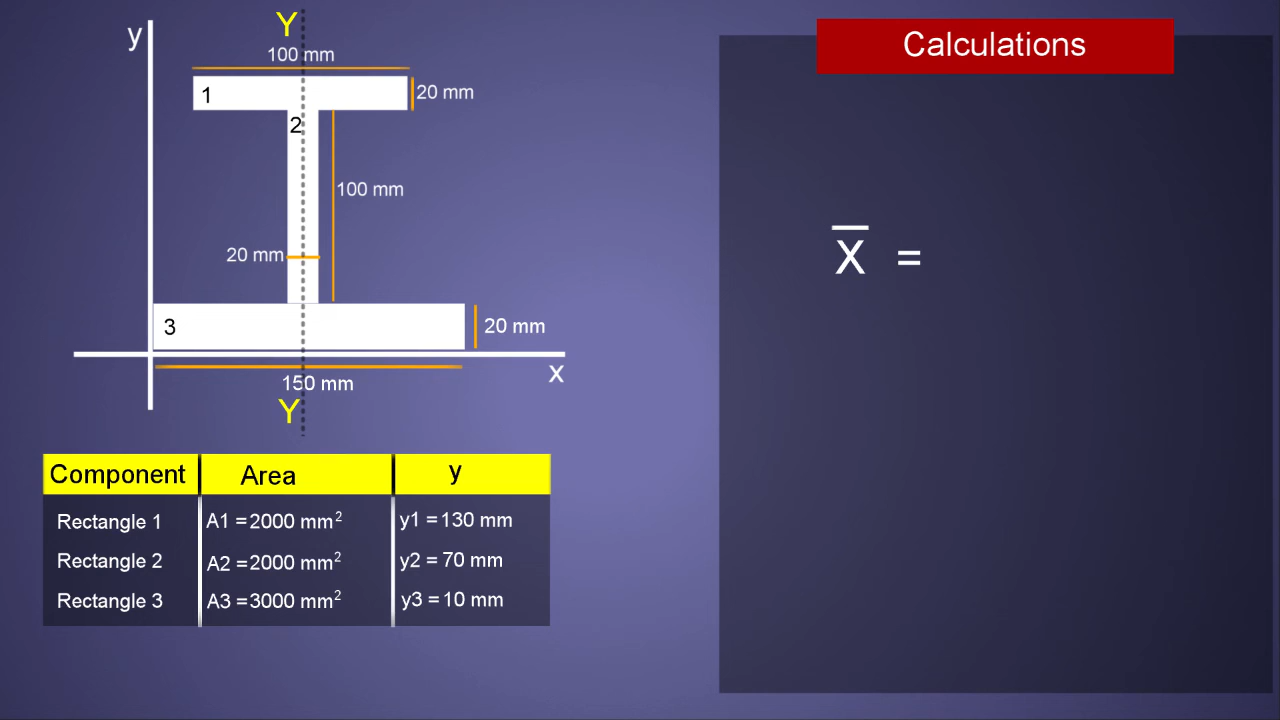 Y
y
100 mm
1
20 mm
2
100 mm
20 mm
3
20 mm
x
150 mm
Y
Component Area y
Rectangle 1 A1 =2000 mm² y1 =130 mm
Rectangle 2 A2 =2000 mm² y2 = 70 mm
Rectangle 3 A3 =3000 mm² y3 =10 mm
Calculations
X̅ =